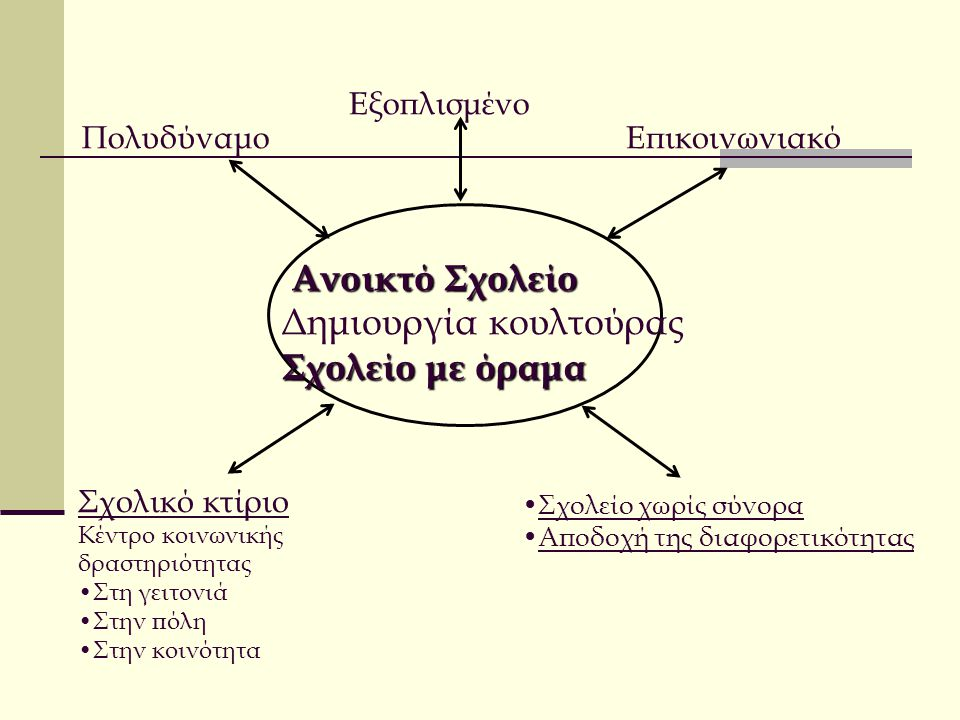 Εξοπλισμένο
Πολυδύναμο
Επικοινωνιακό
Ανοικτό Σχολείο
Δημιουργία κουλτούρας
Σχολείο με όραμα
Σχολικό κτίριο
Κέντρο κοινωνικής
δραστηριότητας
•Στη γειτονιά
•Στην πόλη
•Στην κοινότητα
•Σχολείο χωρίς σύνορα
•Αποδοχή της διαφορετικότητας